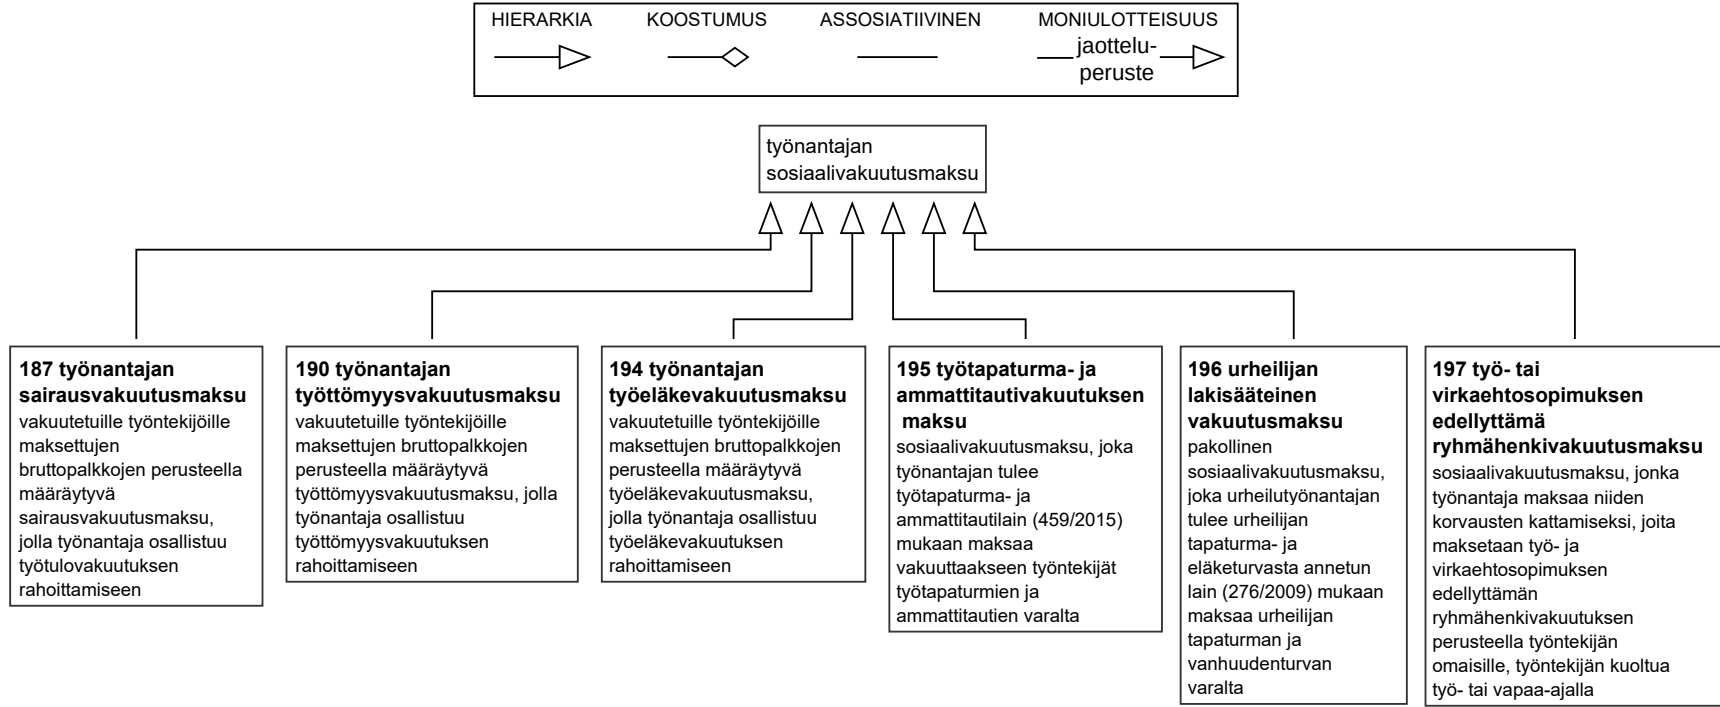 HIERARKIA
KOOSTUMUS
ASSOSIATIIVINEN
MONIULOTTEISUUS
jaottelu-
peruste
työnantajan
sosiaalivakuutusmaksu
187 työnantajan
sairausvakuutusmaksu
vakuutetuille työntekijöille
maksettujen
bruttopalkkojen perusteella
määräytyvä
sairausvakuutusmaksu,
jolla työnantaja osallistuu
työtulovakuutuksen
rahoittamiseen
190 työnantajan
työttömyysvakuutusmaksu
vakuutetuille työntekijöille
maksettujen bruttopalkkojen
perusteella määräytyvä
työttömyysvakuutusmaksu, jolla
työnantaja osallistuu
työttömyysvakuutuksen
rahoittamiseen
194 työnantajan
työeläkevakuutusmaksu
vakuutetuille työntekijöille
maksettujen bruttopalkkojen
perusteella määräytyvä
työeläkevakuutusmaksu,
jolla työnantaja osallistuu
työeläkevakuutuksen
rahoittamiseen
195 työtapaturma- ja
ammattitautivakuutuksen
maksu
sosiaalivakuutusmaksu, joka
työnantajan tulee
työtapaturma- ja
ammattitautilain (459/2015)
mukaan maksaa
vakuuttaakseen työntekijät
työtapaturmien ja
ammattitautien varalta
196 urheilijan
lakisääteinen
vakuutusmaksu
pakollinen
sosiaalivakuutusmaksu,
joka urheilutyönantajan
tulee urheilijan
tapaturma- ja
eläketurvasta annetun
lain (276/2009) mukaan
maksaa urheilijan
tapaturman ja
vanhuudenturvan
varalta
197 työ- tai
virkaehtosopimuksen
edellyttämä
ryhmähenkivakuutusmaksu
sosiaalivakuutusmaksu, jonka
työnantaja maksaa niiden
korvausten kattamiseksi, joita
maksetaan työ- ja
virkaehtosopimuksen
edellyttämän
ryhmähenkivakuutuksen
perusteella työntekijän
omaisille, työntekijän kuoltua
työ- tai vapaa-ajalla